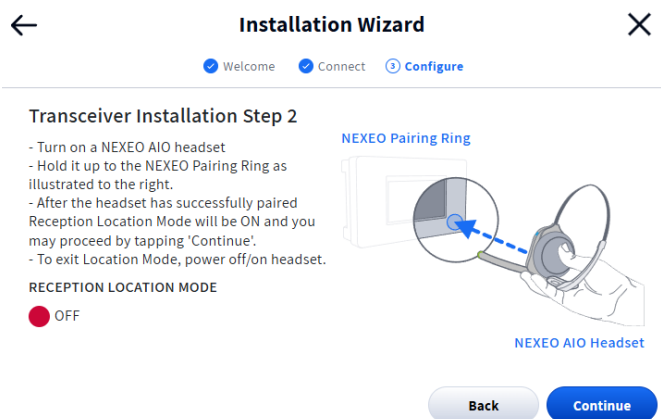 Installation Wizard
Welcome
Connect
3 Configure
Transceiver Installation Step 2
- Turn on a NEXEO AIO headset
- Hold it up to the NEXEO Pairing Ring as
illustrated to the right.
- After the headset has successfully paired
Reception Location Mode will be ON and you
may proceed by tapping 'Continue'.
- To exit Location Mode, power off/on headset.
RECEPTION LOCATION MODE
OFF
NEXEO Pairing Ring
NEXEO AIO Headset
Back
Continue